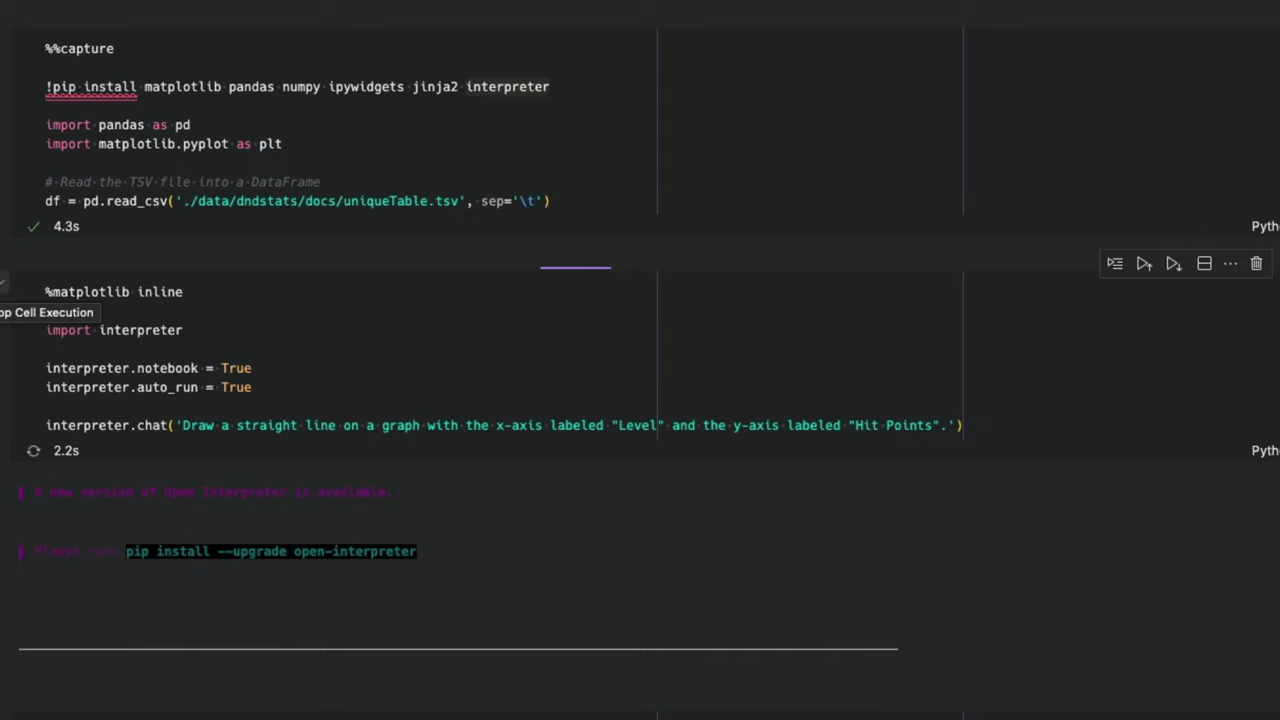 %%capture
!pip install matplotlib pandas numpy ipywidgets jinja2 interpreter
import pandas as pd
import matplotlib.pyplot as plt
# Read the TSV file into a DataFrame
df = pd.read_csv('./data/dndstats/docs/uniqueTable.tsv', sep='\t')
4.3s
Pytho
%matplotlib inline
op Cell Execution
import interpreter
interpreter.notebook = True
interpreter.auto_run = True
interpreter.chat('Draw a straight line on a graph with the x-axis labeled "Level" and the y-axis labeled "Hit Points".')
2.2s
Pytho
A new version of Open Interpreter is available.
Please run: pip install --upgrade open-interpreter